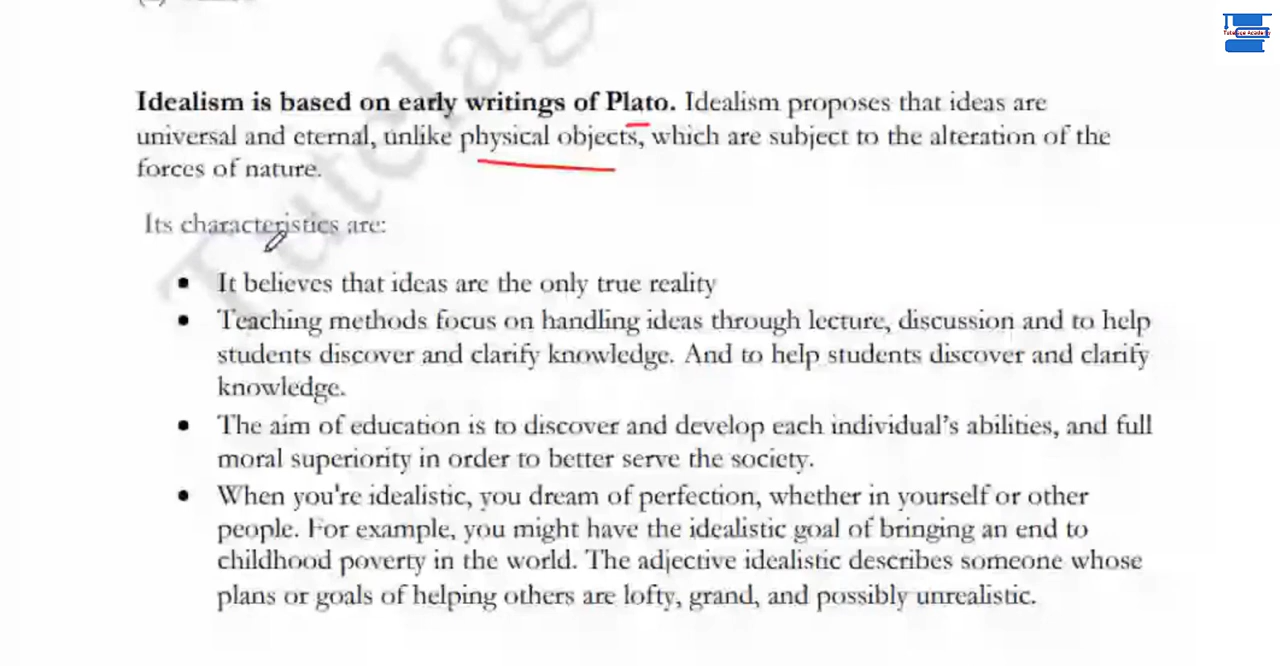 Idealism is based on early writings of Plato. Idealism proposes that ideas are
universal and eternal, unlike physical objects, which are subject to the alteration of the
forces of nature.
Its characteristics are:
It believes that ideas are the only true reality
Teaching methods focus on handling ideas through lecture, discussion and to help
students discover and clarify knowledge. And to help students discover and clarify
knowledge.
The aim of education is to discover and develop each individual's abilities, and full
moral superiority in order to better serve the society.
When you're idealistic, you dream of perfection, whether in yourself or other
people. For example, you might have the idealistic goal of bringing an end to
childhood poverty in the world. The adjective idealistic describes someone whose
plans or goals of helping others are lofty, grand, and possibly unrealistic.